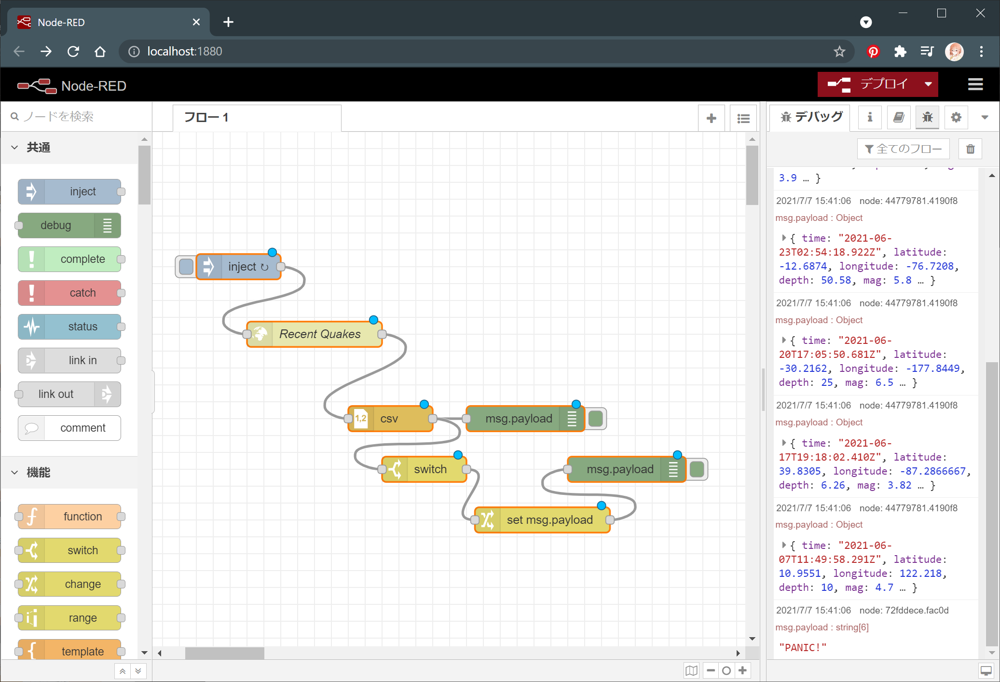 Node-RED
localhost:1880
Node-RED
デプロイ
ノードを検索
共通
inject
debug
complete
catch
status
link in
link out
comment
機能
function
switch
change
range
template
フロー 1
inject ↻
Recent Quakes
1,2 csv
msg.payload
switch
msg.payload
set msg.payload
デバッグ
全てのフロー
3.9 … }
2021/7/7 15:41:06 node: 44779781.4190f8
msg.payload : Object
{ time: "2021-06-
23T02:54:18.922Z", latitude:
-12.6874, longitude: -76.7208,
depth: 50.58, mag: 5.8 … }
2021/7/7 15:41:06 node: 44779781.4190f8
msg.payload : Object
{ time: "2021-06-
20T17:05:50.681Z", latitude:
-30.2162, longitude: -177.8449,
depth: 25, mag: 6.5 … }
2021/7/7 15:41:06 node: 44779781.4190f8
msg.payload : Object
{ time: "2021-06-
17T19:18:02.410Z", latitude:
39.8305, longitude: -87.2866667,
depth: 6.26, mag: 3.82 … }
2021/7/7 15:41:06 node: 44779781.4190f8
msg.payload : Object
{ time: "2021-06-
07T11:49:58.291Z", latitude:
10.9551, longitude: 122.218,
depth: 10, mag: 4.7 … }
2021/7/7 15:41:06 node: 72fddece.fac0d
msg.payload : string[6]
"PANIC!"